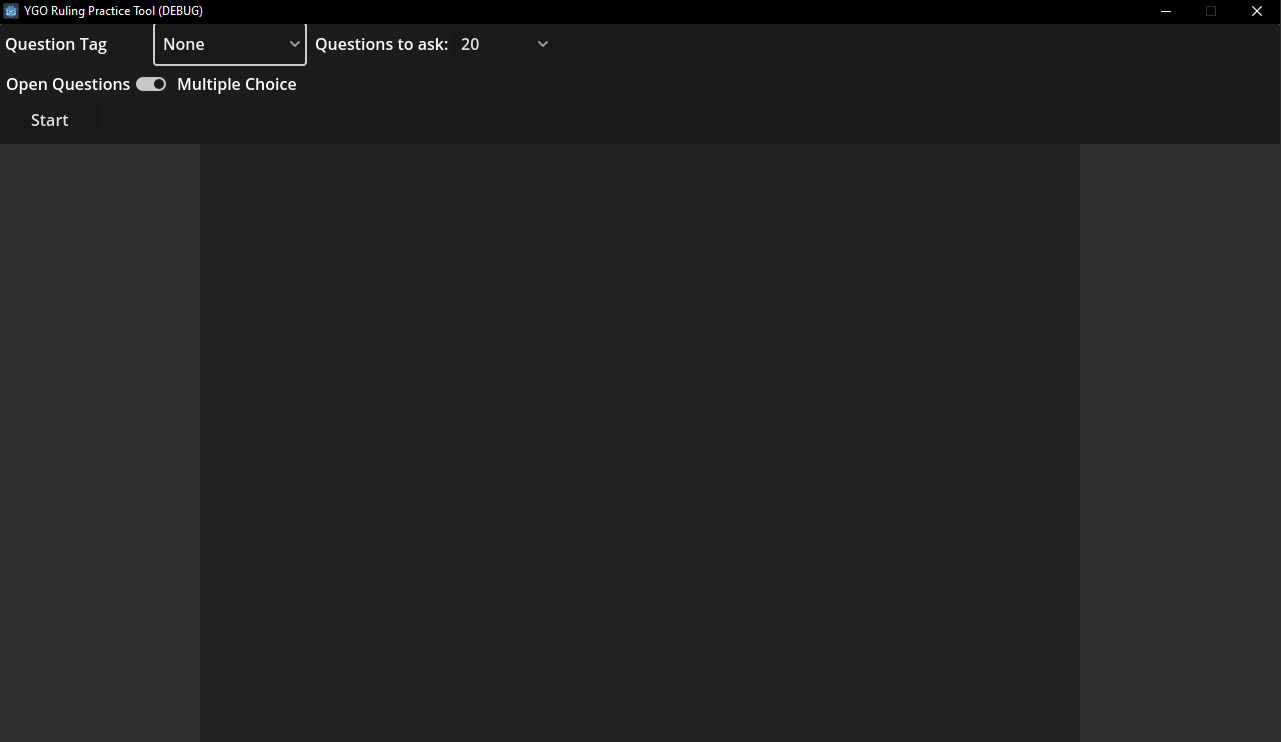 YGO Ruling Practice Tool (DEBUG)
Question Tag None Questions to ask: 20
Open Questions Multiple Choice
Start